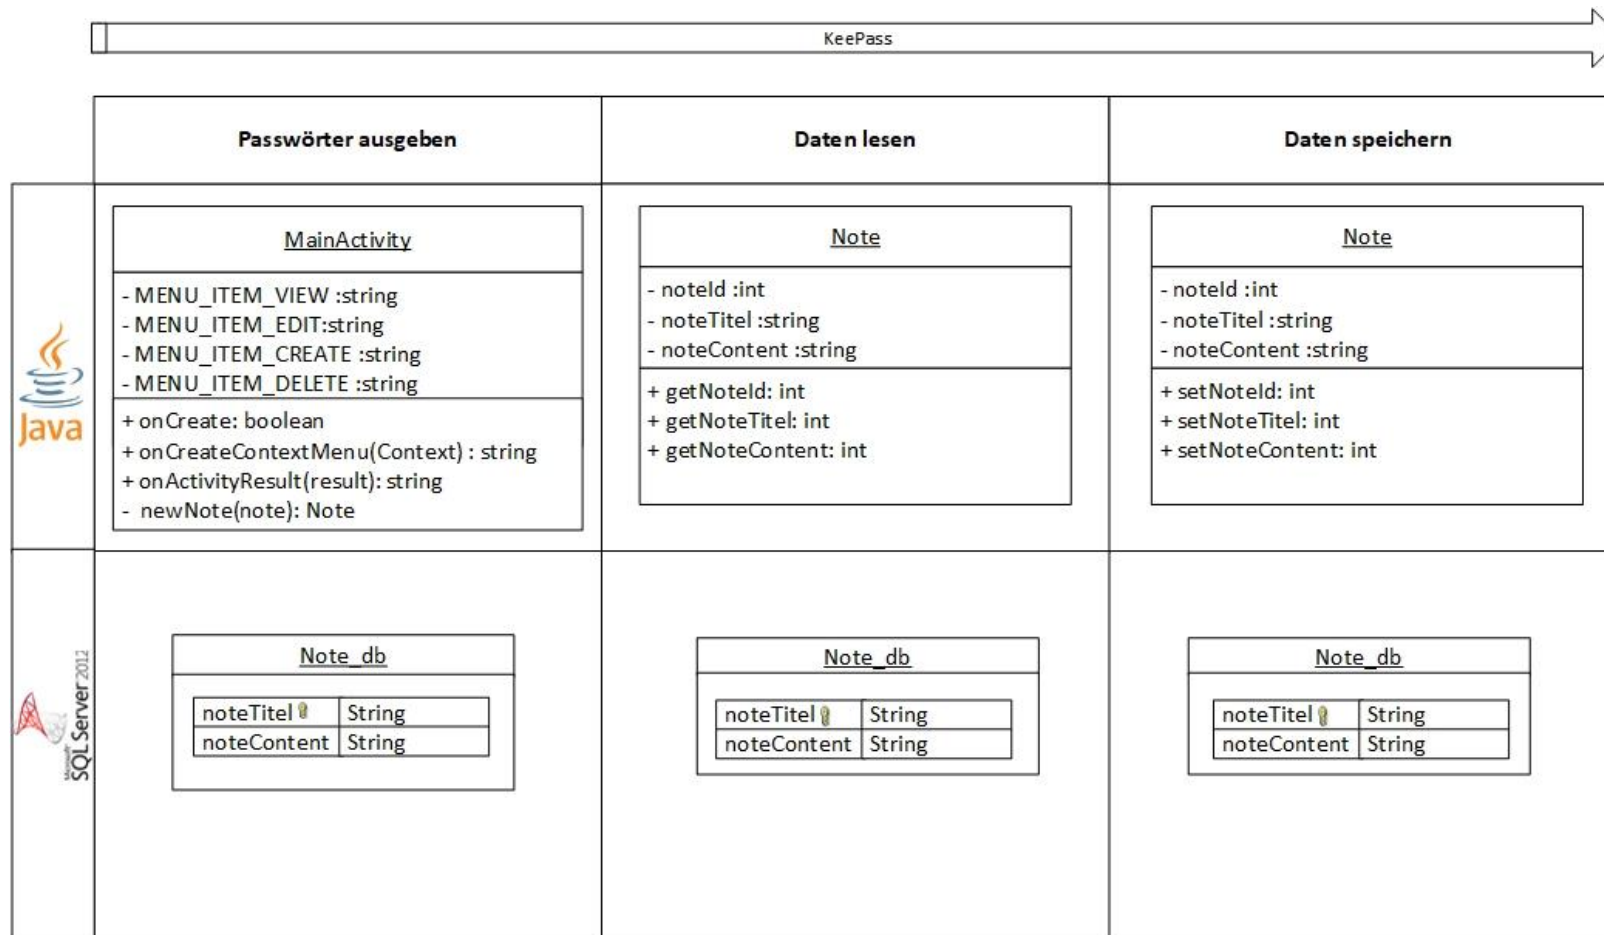 KeePass
Passwörter ausgeben
Daten lesen
Daten speichern
Java
MainActivity
- MENU_ITEM_VIEW :string
- MENU_ITEM_EDIT:string
- MENU_ITEM_CREATE :string
- MENU_ITEM_DELETE :string
+ onCreate: boolean
+ onCreateContextMenu(Context) : string
+ onActivityResult(result): string
- newNote(note): Note
Note
- noteId :int
- noteTitel :string
- noteContent :string
+ getNoteId: int
+ getNoteTitel: int
+ getNoteContent: int
Note
- noteId :int
- noteTitel :string
- noteContent :string
+ setNoteId: int
+ setNoteTitel: int
+ setNoteContent: int
Microsoft
SQL Server 2012
Note_db
noteTitel String
noteContent String
Note_db
noteTitel String
noteContent String
Note_db
noteTitel String
noteContent String